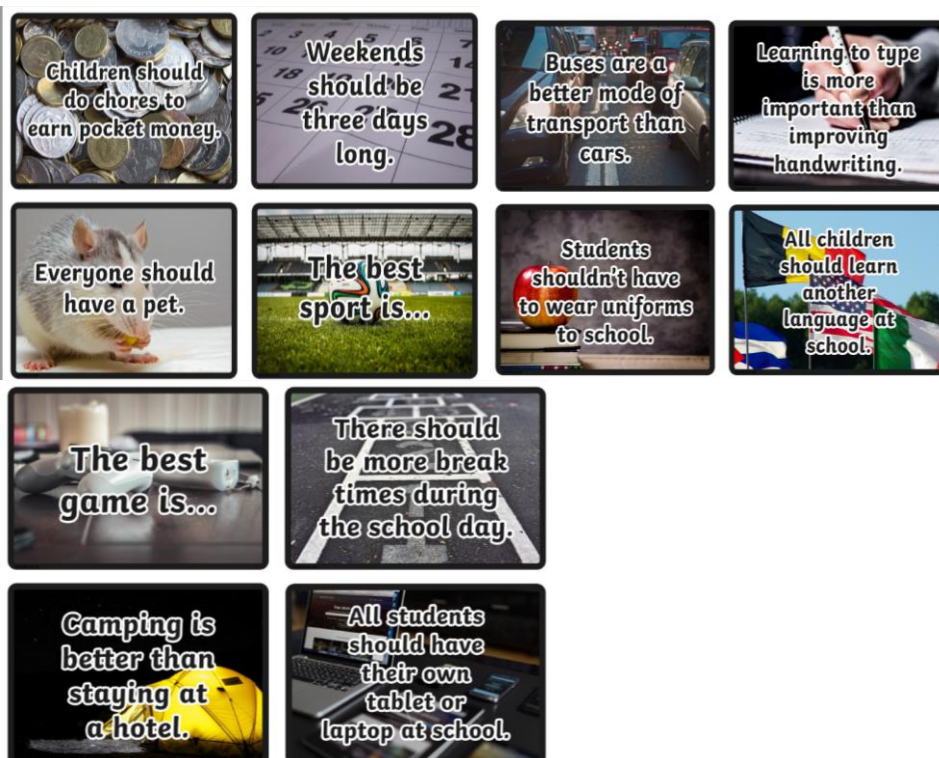 Children should
do chores to
earn pocket money.
Weekends
should be
three days
long.
Buses are a
better mode of
transport than
cars.
Learning to type
is more
important than
improving
handwriting.
Everyone should
have a pet.
The best
sport is...
Students
shouldn't have
to wear uniforms
to school.
All children
should learn
another
language at
school.
The best
game is...
There should
be more break
times during
the school day.
Camping is
better than
staying at
a hotel.
All students
should have
their own
tablet or
laptop at school.